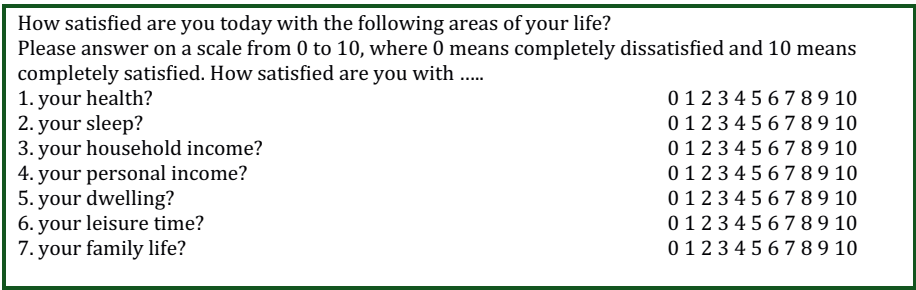 How satisfied are you today with the following areas of your life?
Please answer on a scale from 0 to 10, where 0 means completely dissatisfied and 10 means
completely satisfied. How satisfied are you with .....
1. your health? 0 1 2 3 4 5 6 7 8 9 10
2. your sleep? 0 1 2 3 4 5 6 7 8 9 10
3. your household income? 0 1 2 3 4 5 6 7 8 9 10
4. your personal income? 0 1 2 3 4 5 6 7 8 9 10
5. your dwelling? 0 1 2 3 4 5 6 7 8 9 10
6. your leisure time? 0 1 2 3 4 5 6 7 8 9 10
7. your family life? 0 1 2 3 4 5 6 7 8 9 10